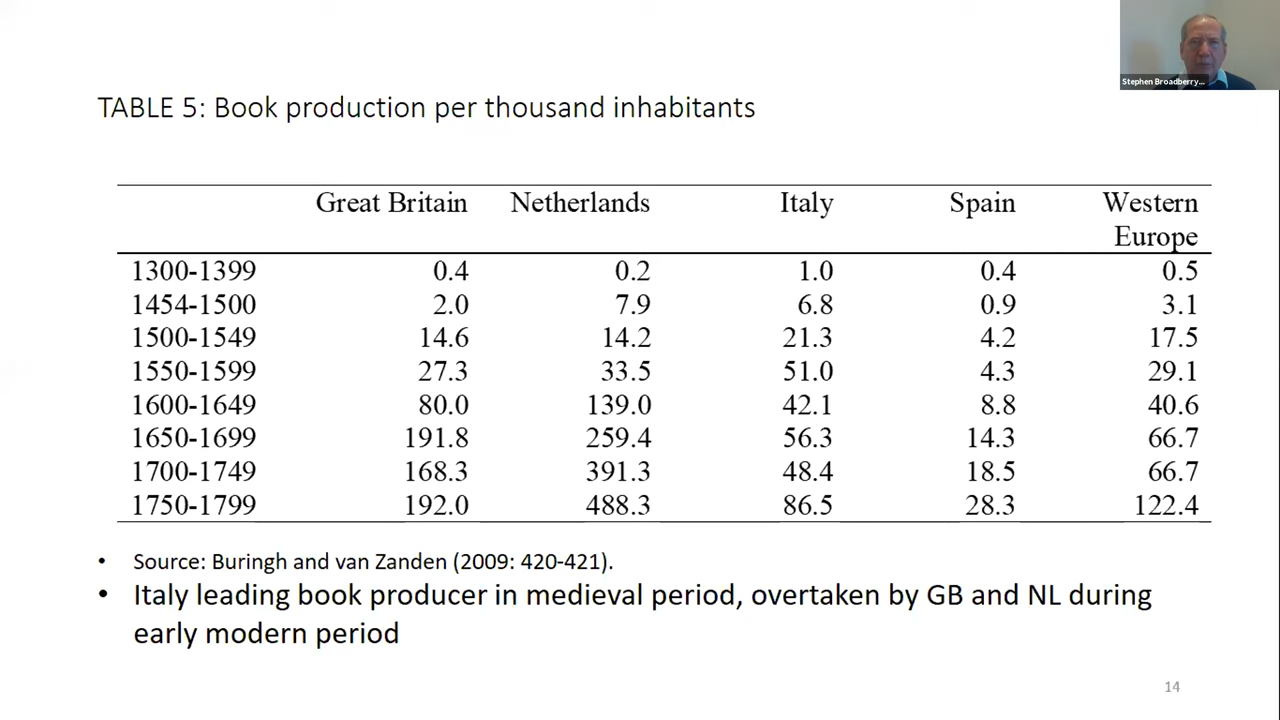 Stephen Broadberry...
TABLE 5: Book production per thousand inhabitants
Great Britain Netherlands Italy Spain Western
Europe
1300-1399 0.4 0.2 1.0 0.4 0.5
1454-1500 2.0 7.9 6.8 0.9 3.1
1500-1549 14.6 14.2 21.3 4.2 17.5
1550-1599 27.3 33.5 51.0 4.3 29.1
1600-1649 80.0 139.0 42.1 8.8 40.6
1650-1699 191.8 259.4 56.3 14.3 66.7
1700-1749 168.3 391.3 48.4 18.5 66.7
1750-1799 192.0 488.3 86.5 28.3 122.4
• Source: Buringh and van Zanden (2009: 420-421).
• Italy leading book producer in medieval period, overtaken by GB and NL during
early modern period
14